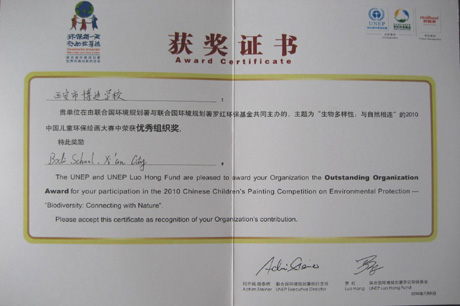 UNEP
获奖证书
Award Certificate
西安市博迪学校 :
贵单位在由联合国环境规划署与联合国环境规划署罗红环保基金共同主办的，主题为“生物多样性，与自然相连”的2010
中国儿童环保绘画大赛中荣获优秀组织奖。
特此奖励
Bodi School, Xi'an City
The UNEP and UNEP Luo Hong Fund are pleased to award your Organization the Outstanding Organization
Award for your participation in the 2010 Chinese Children's Painting Competition on Environmental Protection —
"Biodiversity: Connecting with Nature".
Please accept this certificate as recognition of your Organization's contribution.
Achim Steiner
UNEP Executive Director
Luo Hong
UNEP Luo Hong Fund